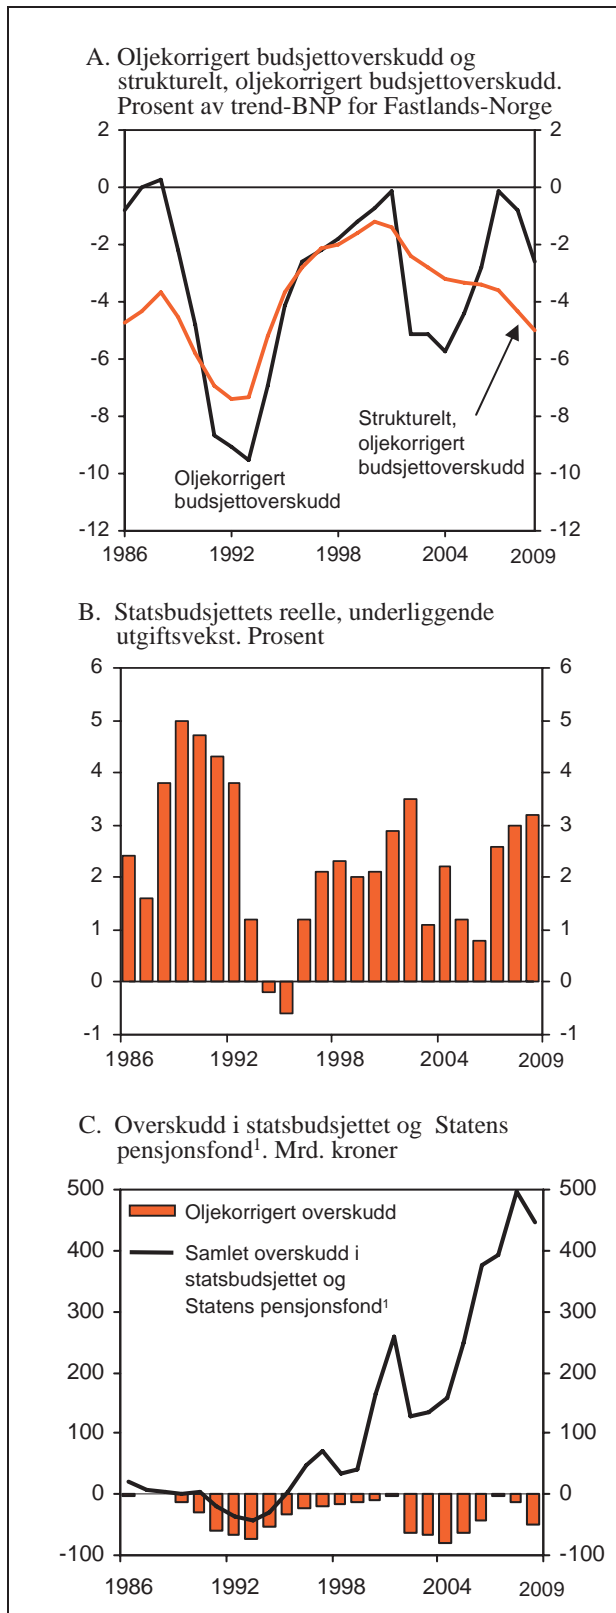 A. Oljekorrigert budsjettoverskudd og
strukturelt, oljekorrigert budsjettoverskudd.
Prosent av trend-BNP for Fastlands-Norge
2 2
0 0
-2 -2
-4 -4
-6 -6
-8 -8
-10 -10
-12 -12
Strukturelt,
oljekorrigert
budsjettoverskudd
Oljekorrigert
budsjettoverskudd
1986 1992 1998 2004 2009
B. Statsbudsjettets reelle, underliggende
utgiftsvekst. Prosent
6 6
5 5
4 4
3 3
2 2
1 1
0 0
-1 -1
1986 1992 1998 2004 2009
C. Overskudd i statsbudsjettet og Statens
pensjonsfond¹. Mrd. kroner
500 500
400 400
300 300
200 200
100 100
0 0
-100 -100
Oljekorrigert overskudd
Samlet overskudd i
statsbudsjettet og
Statens pensjonsfond¹
1986 1992 1998 2004 2009